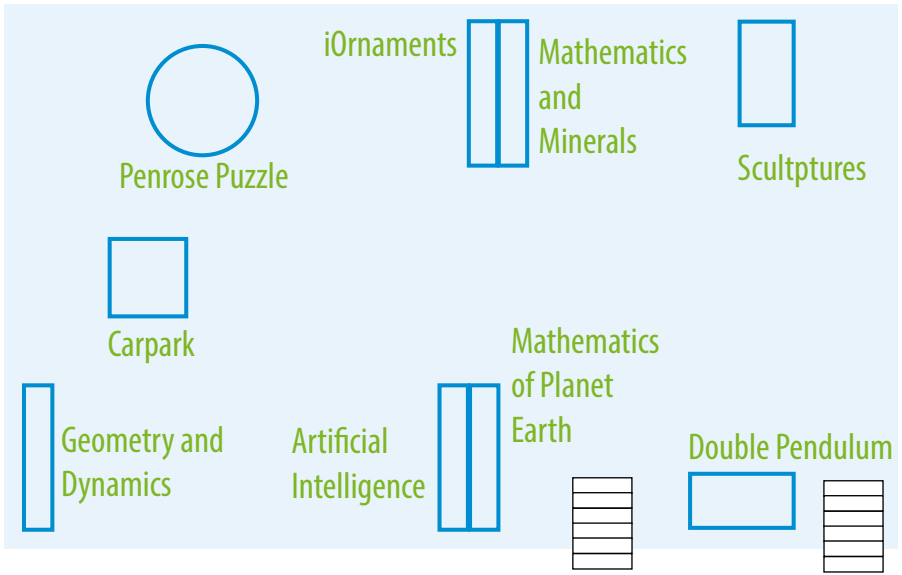 iOrnaments
Mathematics
and
Minerals
Penrose Puzzle
Scultptures
Carpark
Mathematics
of Planet
Earth
Geometry and
Dynamics
Artificial
Intelligence
Double Pendulum